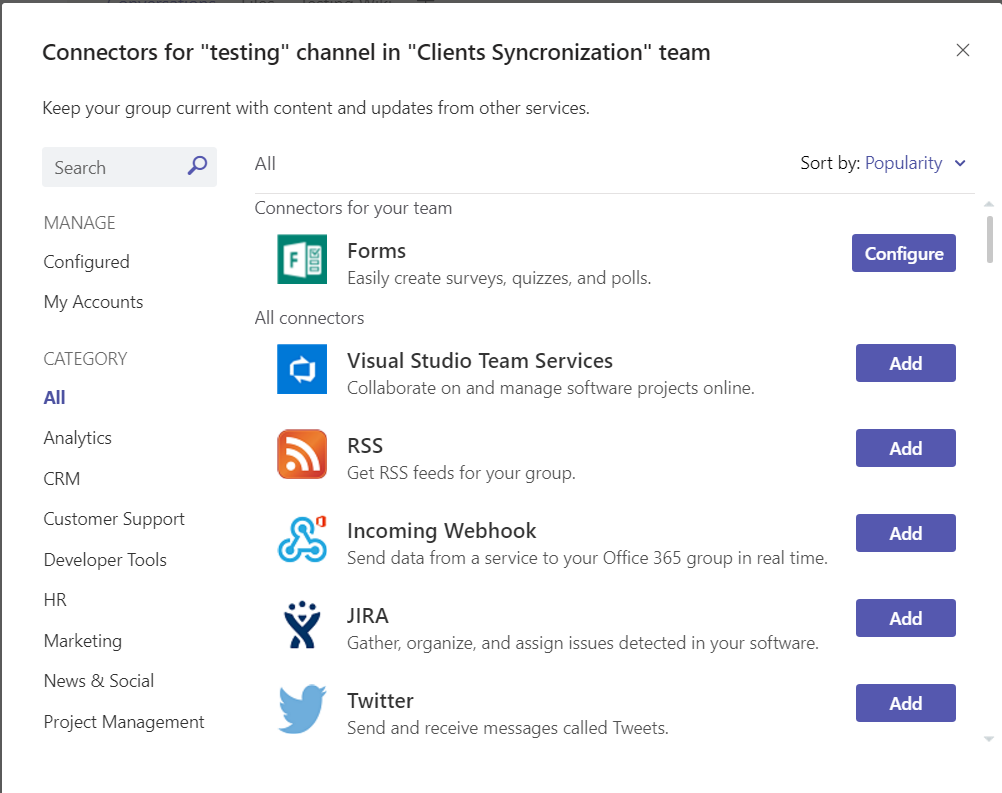 Connectors for "testing" channel in "Clients Syncronization" team
Keep your group current with content and updates from other services.
Search
All
Sort by: Popularity
MANAGE
Configured
My Accounts
CATEGORY
All
Analytics
CRM
Customer Support
Developer Tools
HR
Marketing
News & Social
Project Management
Connectors for your team
Forms
Easily create surveys, quizzes, and polls.
Configure
All connectors
Visual Studio Team Services
Collaborate on and manage software projects online.
Add
RSS
Get RSS feeds for your group.
Add
Incoming Webhook
Send data from a service to your Office 365 group in real time.
Add
JIRA
Gather, organize, and assign issues detected in your software.
Add
Twitter
Send and receive messages called Tweets.
Add